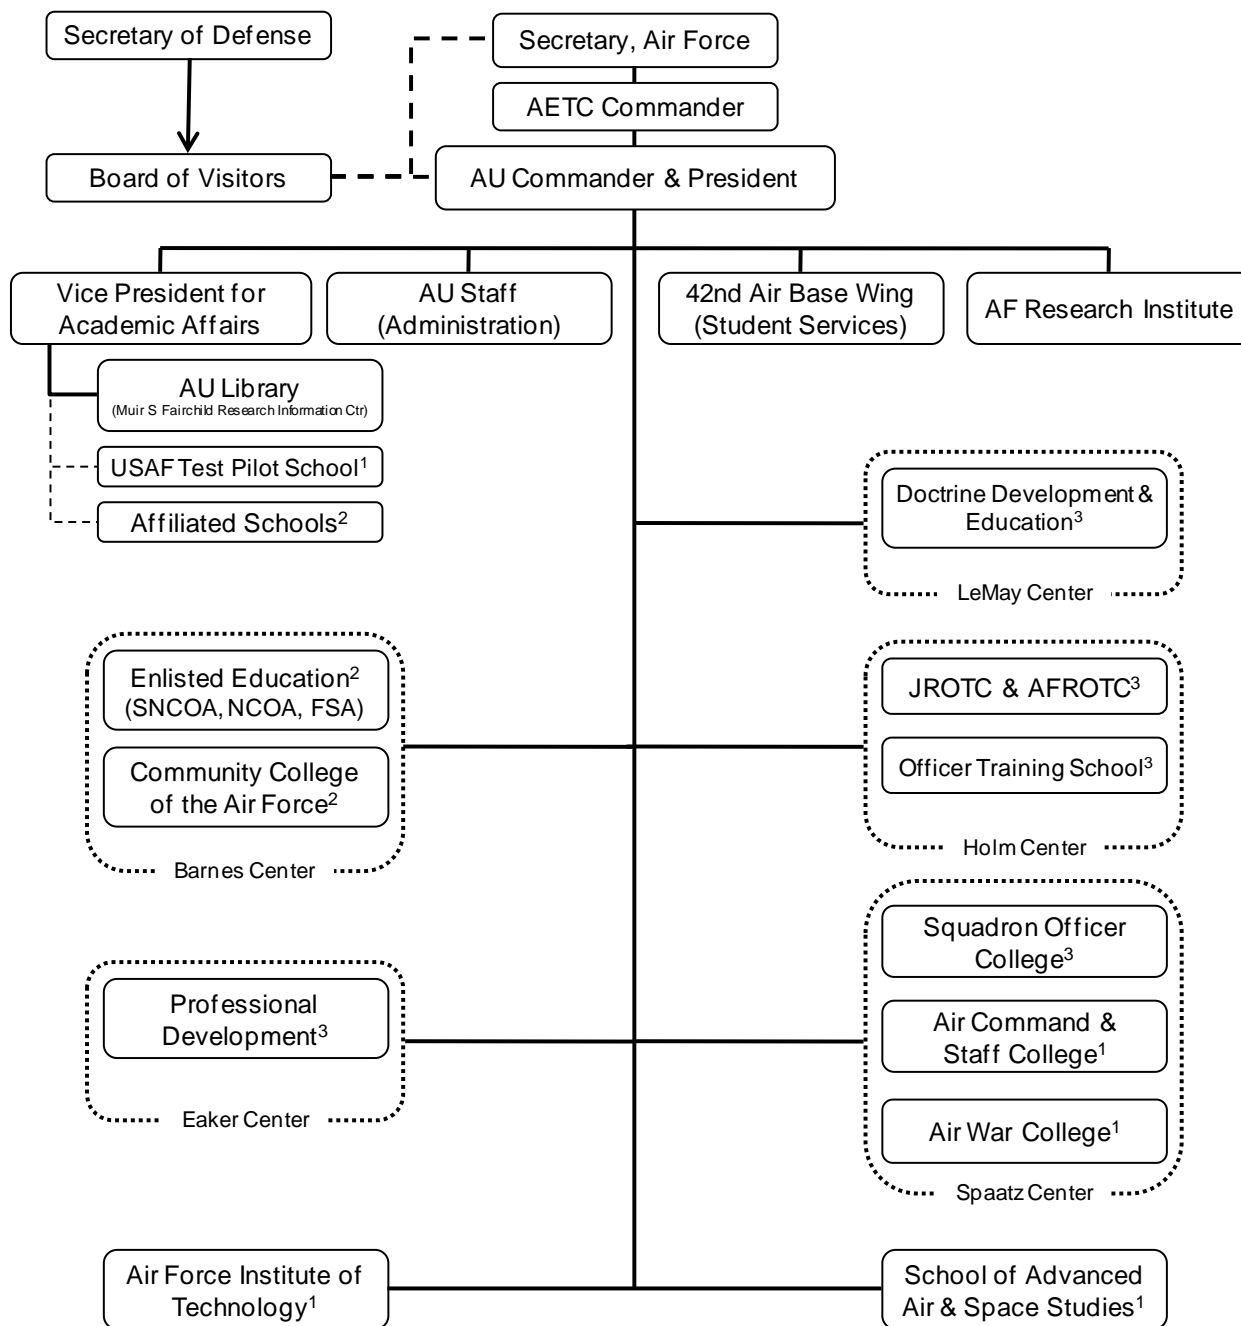 Secretary of Defense
Secretary, Air Force
AETC Commander
Board of Visitors
AU Commander & President
Vice President for
Academic Affairs
AU Staff
(Administration)
42nd Air Base Wing
(Student Services)
AF Research Institute
AU Library
(Muir S Fairchild Research Information Ctr)
USAF Test Pilot School1
Affiliated Schools2
Doctrine Development &
Education3
LeMay Center
Enlisted Education2
(SNCOA, NCOA, FSA)
Community College
of the Air Force2
Barnes Center
JROTC & AFROTC3
Officer Training School3
Holm Center
Professional
Development3
Eaker Center
Squadron Officer
College3
Air Command &
Staff College1
Air War College1
Spaatz Center
Air Force Institute of
Technology1
School of Advanced
Air & Space Studies1